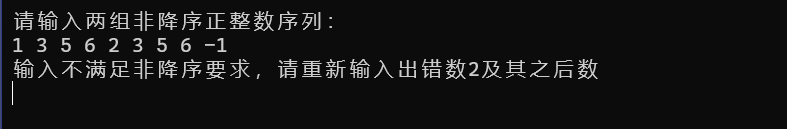 请输入两组非降序正整数序列：
1 3 5 6 2 3 5 6 -1
输入不满足非降序要求，请重新输入出错数2及其之后数